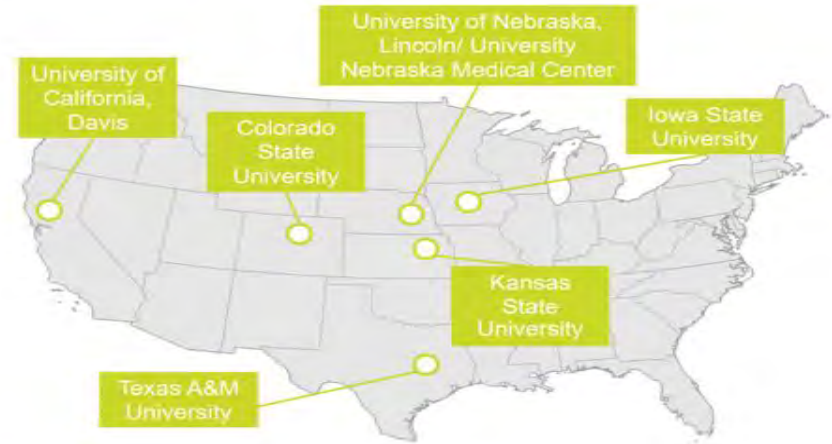 University of Nebraska,
Lincoln/ University
Nebraska Medical Center
University of
California,
Davis
Colorado
State
University
Iowa State
University
Kansas
State
University
Texas A&M
University